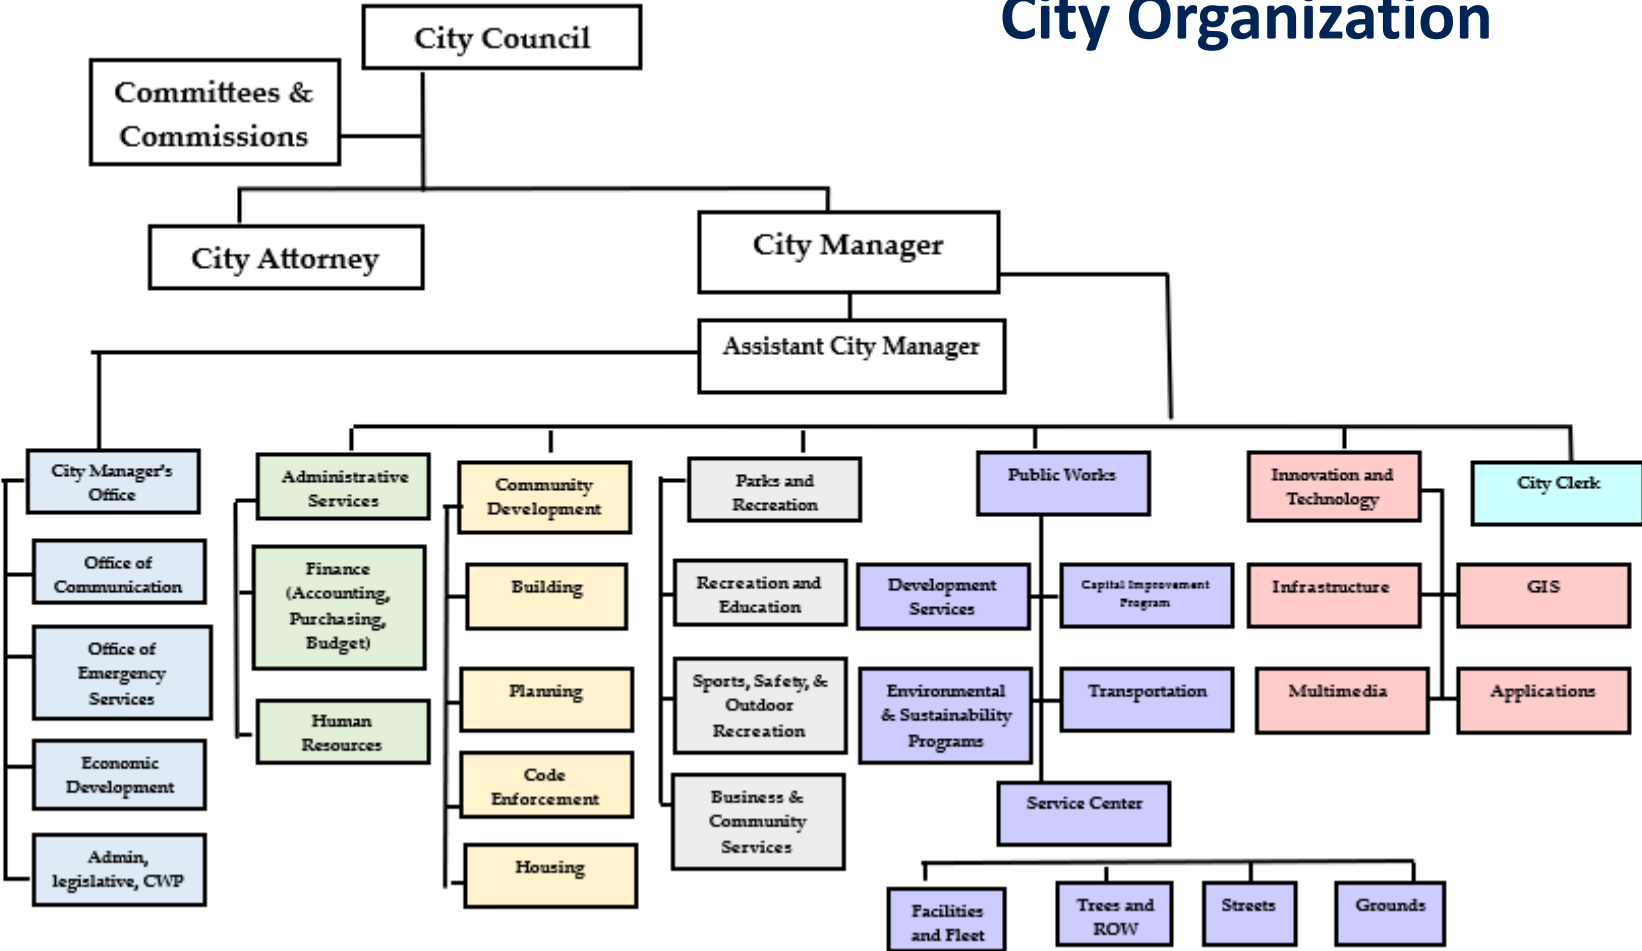 City Organization
City Council
Committees &
Commissions
City Attorney
City Manager
Assistant City Manager
City Manager's
Office
Office of
Communication
Office of
Emergency
Services
Economic
Development
Admin,
legislative, CWP
Administrative
Services
Finance
(Accounting,
Purchasing,
Budget)
Human
Resources
Community
Development
Building
Planning
Code
Enforcement
Housing
Parks and
Recreation
Recreation and
Education
Sports, Safety, &
Outdoor
Recreation
Business &
Community
Services
Public Works
Development
Services
Capital Improvement
Program
Environmental
& Sustainability
Programs
Transportation
Service Center
Facilities
and Fleet
Trees and
ROW
Streets
Grounds
Innovation and
Technology
Infrastructure
GIS
Multimedia
Applications
City Clerk